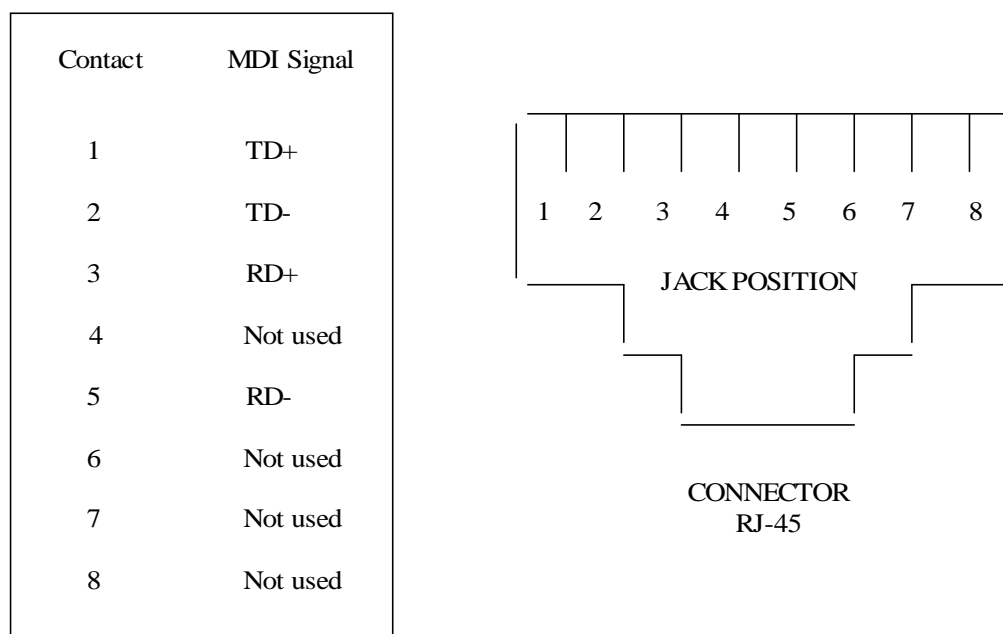 Contact MDI Signal
1 TD+
2 TD-
3 RD+
4 Not used
5 RD-
6 Not used
7 Not used
8 Not used
1 2 3 4 5 6 7 8
JACK POSITION
CONNECTOR
RJ-45